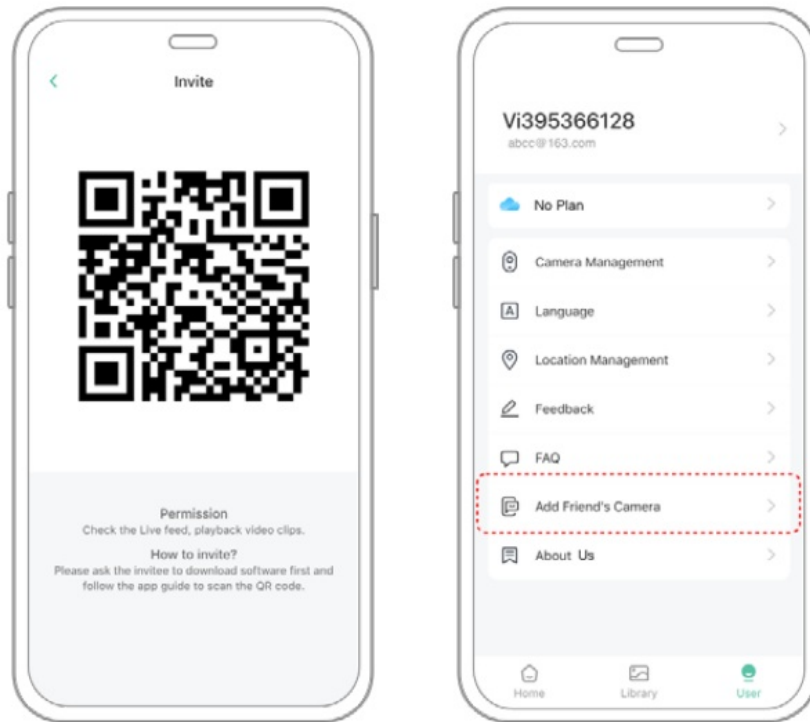 Invite
Permission
Check the Live feed, playback video clips.
How to invite?
Please ask the invitee to download software first and
follow the app guide to scan the QR code.
Vi395366128
abcc@163.com
No Plan
Camera Management
A Language
Location Management
Feedback
FAQ
Add Friend's Camera
About Us
Home
Library
User